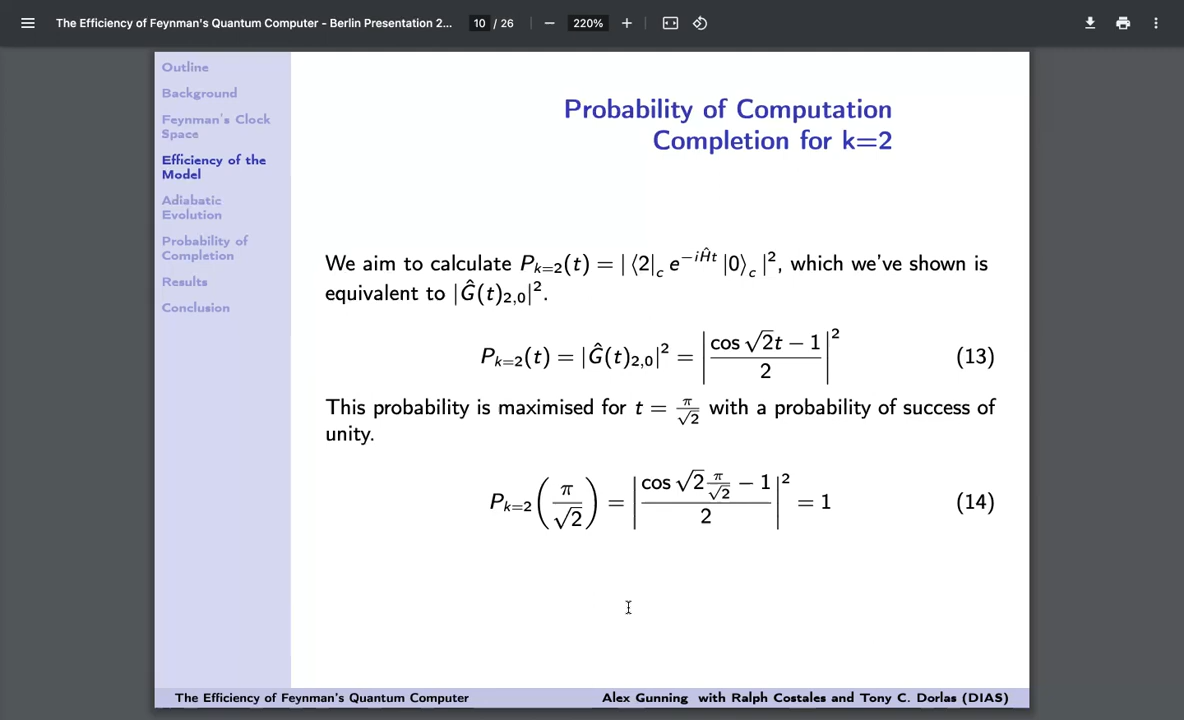 The Efficiency of Feynman's Quantum Computer - Berlin Presentation 2...
10 / 26
220%
Outline
Background
Feynman's Clock
Space
Efficiency of the
Model
Adiabatic
Evolution
Probability of
Completion
Results
Conclusion
Probability of Computation
Completion for k=2
We aim to calculate P_{k=2}(t) = | ⟨2|_c e^{−iĤt} |0⟩_c |², which we've shown is
equivalent to |Ĝ(t)_{2,0}|².
P_{k=2}(t) = |Ĝ(t)_{2,0}|² = |(cos √2t − 1)/2|² (13)
This probability is maximised for t = π/√2 with a probability of success of
unity.
P_{k=2}(π/√2) = |(cos √2 π/√2 − 1)/2|² = 1 (14)
The Efficiency of Feynman's Quantum Computer
Alex Gunning with Ralph Costales and Tony C. Dorlas (DIAS)